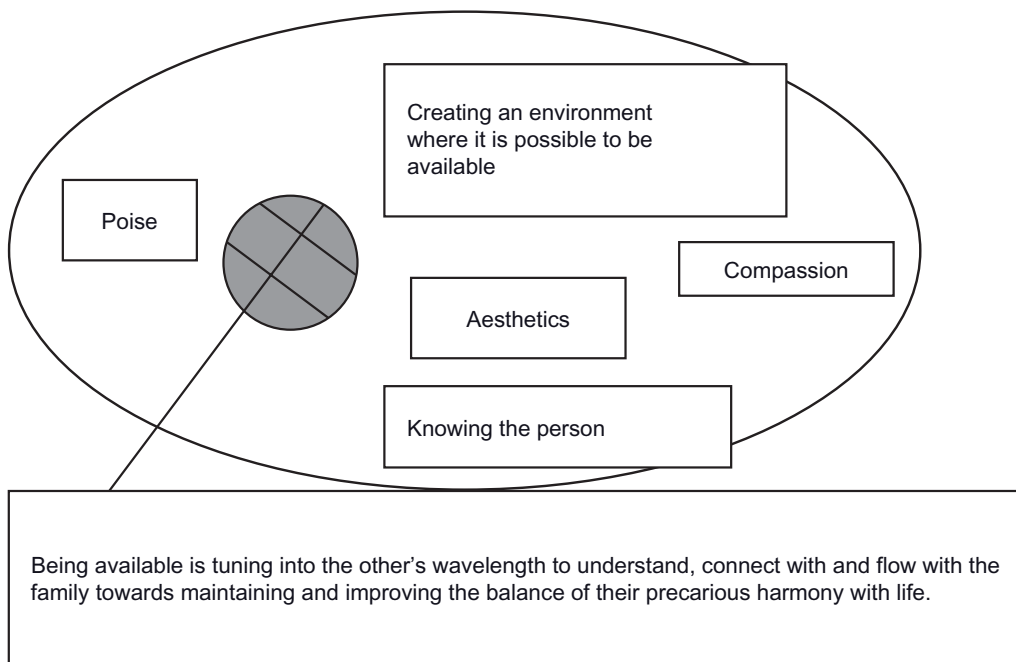 Creating an environment
where it is possible to be
available
Poise
Compassion
Aesthetics
Knowing the person
Being available is tuning into the other’s wavelength to understand, connect with and flow with the
family towards maintaining and improving the balance of their precarious harmony with life.